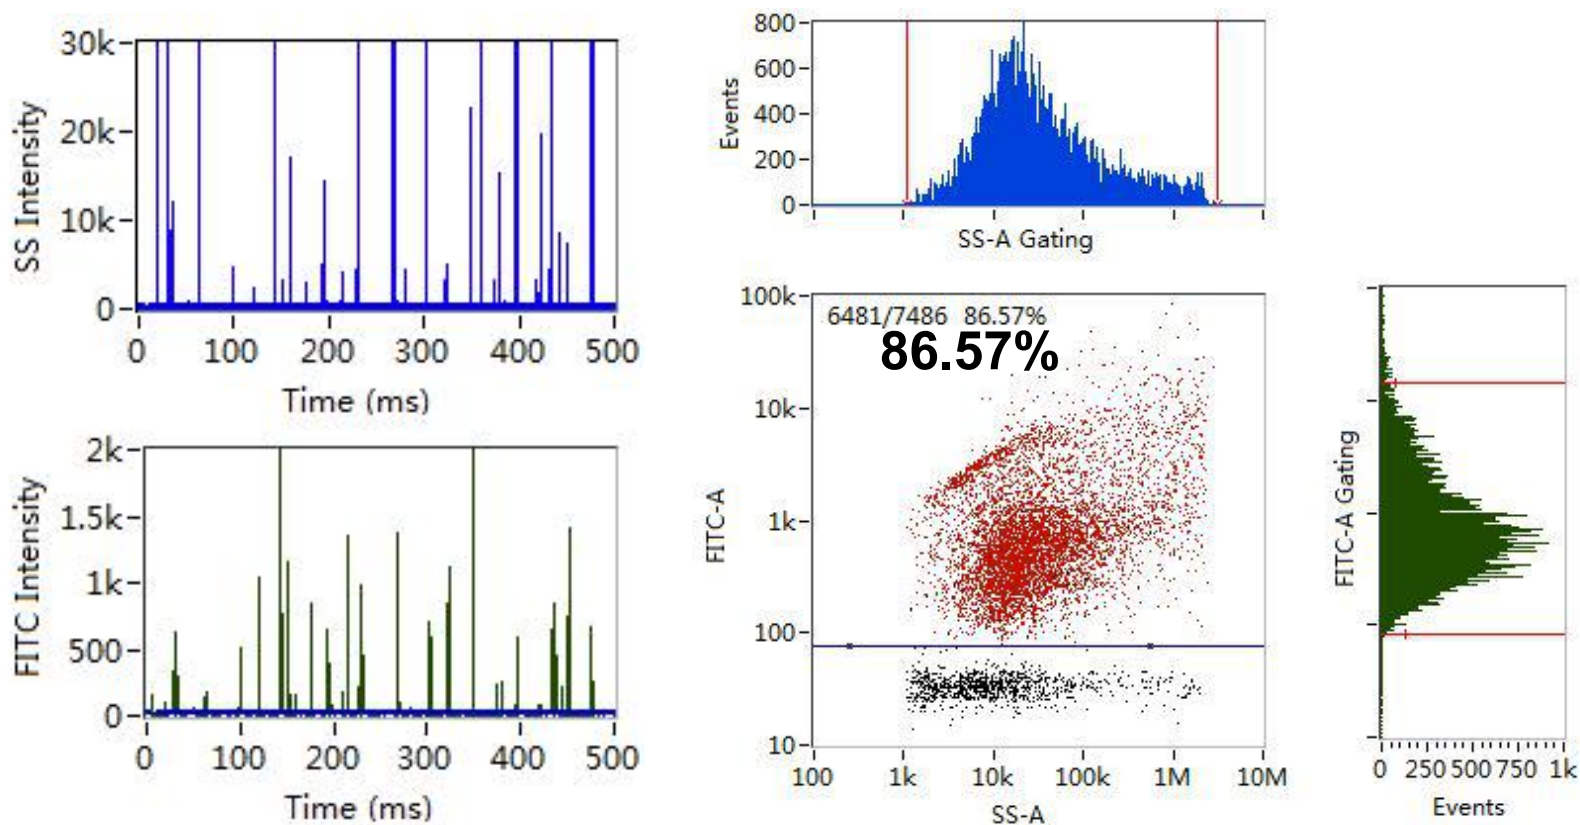 30k
20k
10k
0
SS Intensity
0 100 200 300 400 500
Time (ms)
2k
1.5k
1k
500
0
FITC Intensity
0 100 200 300 400 500
Time (ms)
800
600
400
200
0
Events
SS-A Gating
100k
10k
1k
100
10
FITC-A
6481/7486 86.57%
86.57%
100 1k 10k 100k 1M 10M
SS-A
FITC-A Gating
0 250 500 750 1k
Events